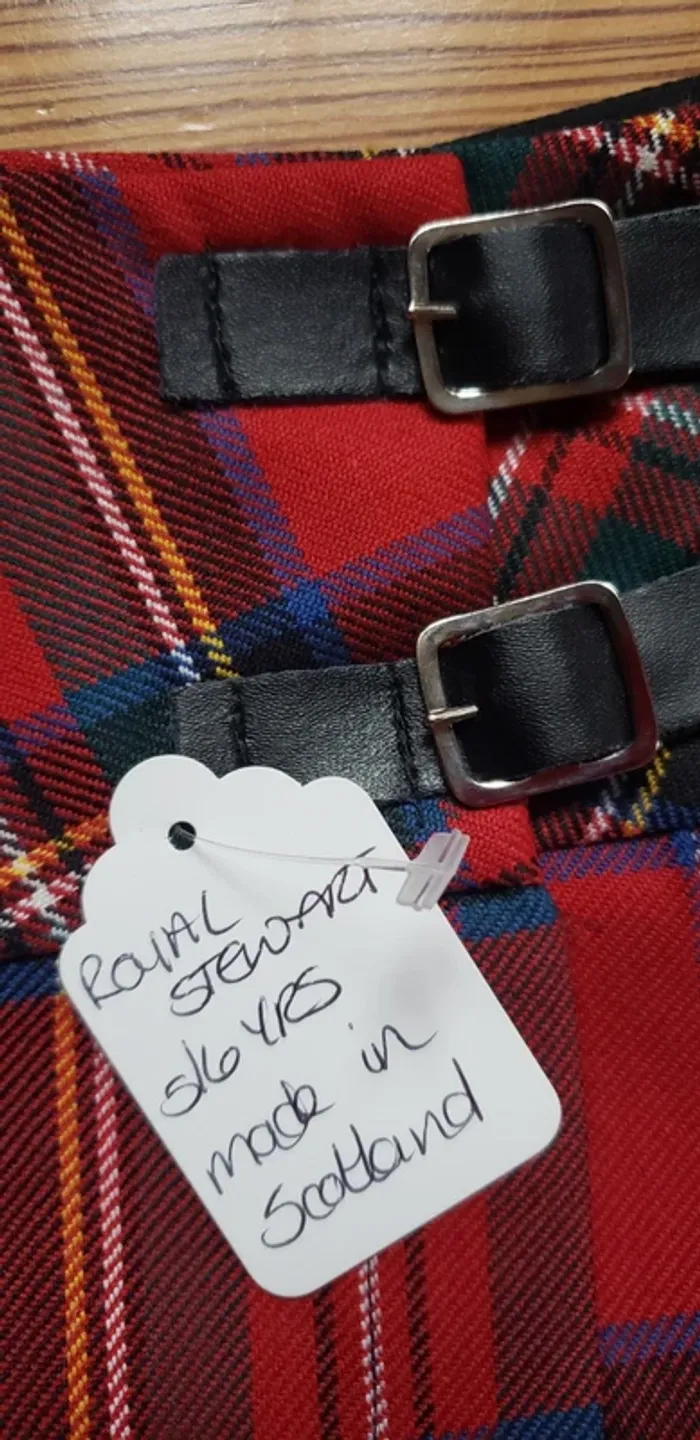 ROYAL
STEWART
5/6 YRS
made in
Scotland